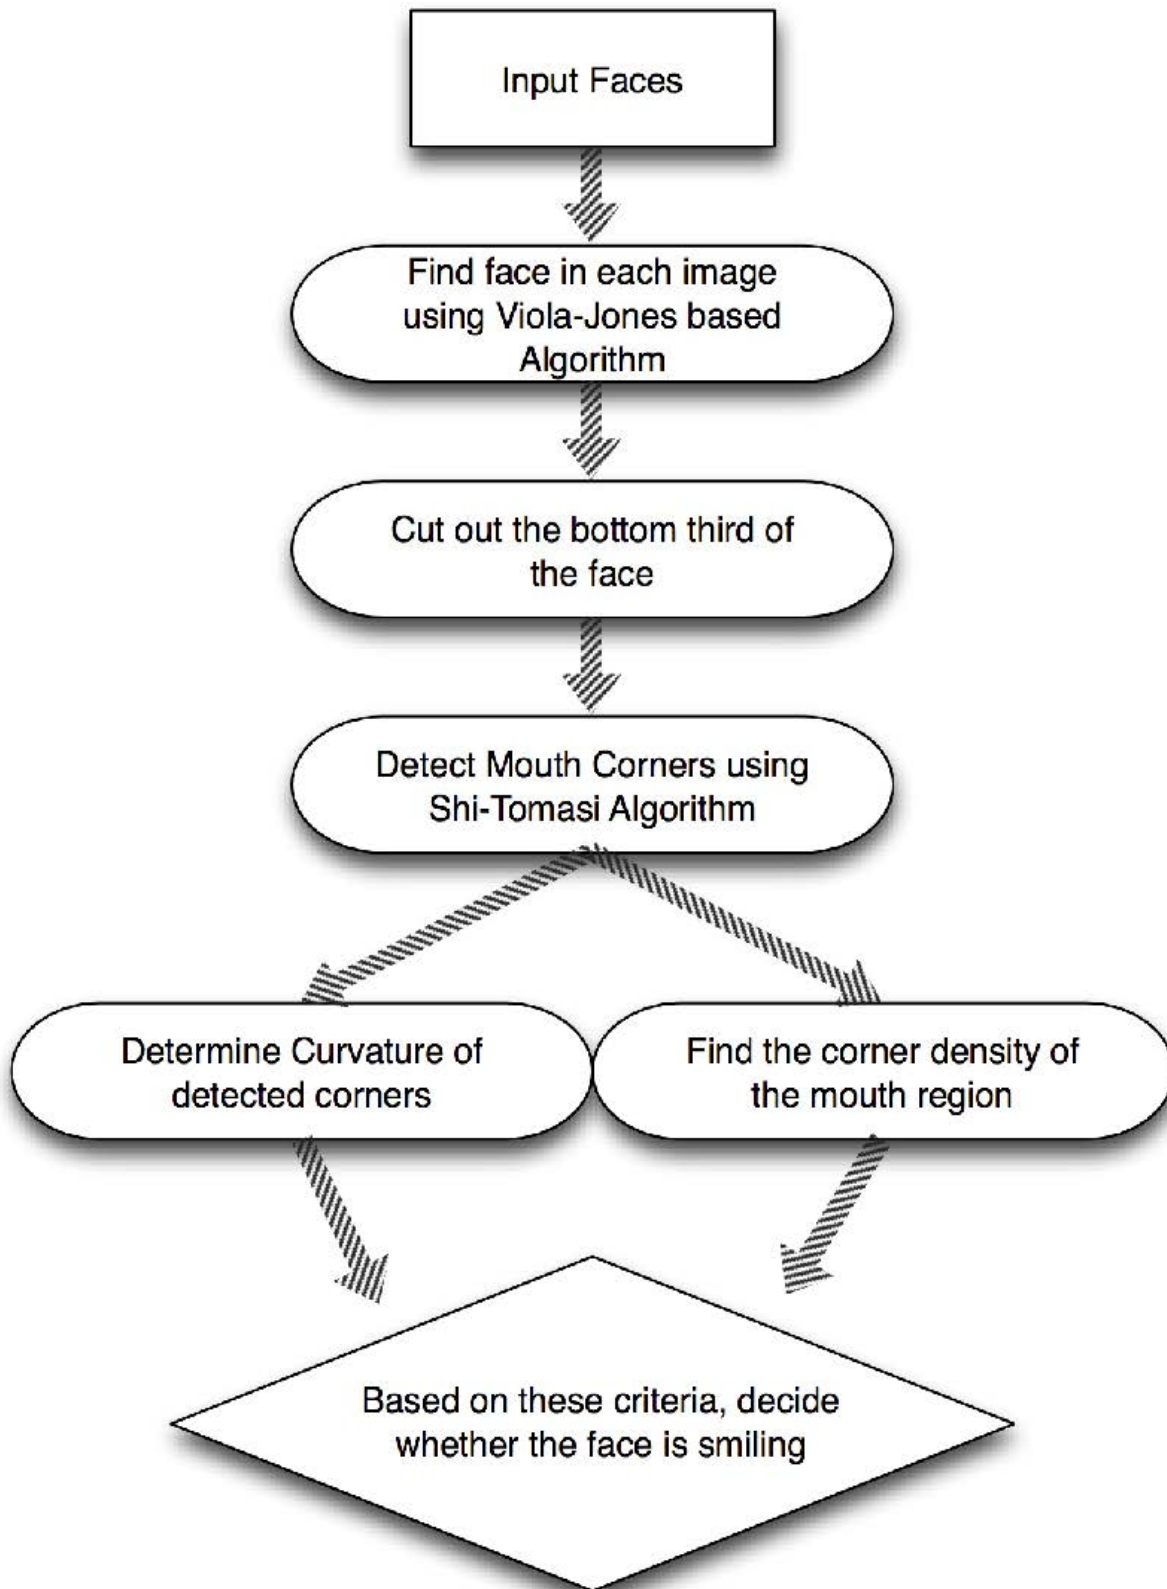 Input Faces
Find face in each image
using Viola-Jones based
Algorithm
Cut out the bottom third of
the face
Detect Mouth Corners using
Shi-Tomasi Algorithm
Determine Curvature of
detected corners
Find the corner density of
the mouth region
Based on these criteria, decide
whether the face is smiling